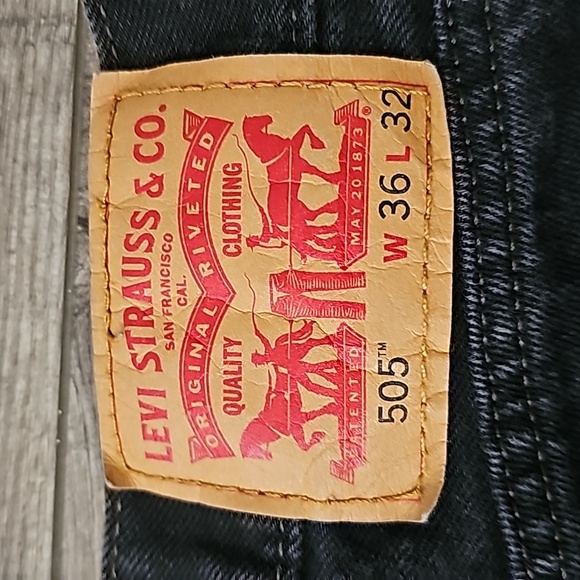 LEVI STRAUSS & CO.
SAN FRANCISCO
CAL.
ORIGINAL RIVETED
QUALITY CLOTHING
PATENTED MAY 20 1873 ®
505™ W 36 L 32